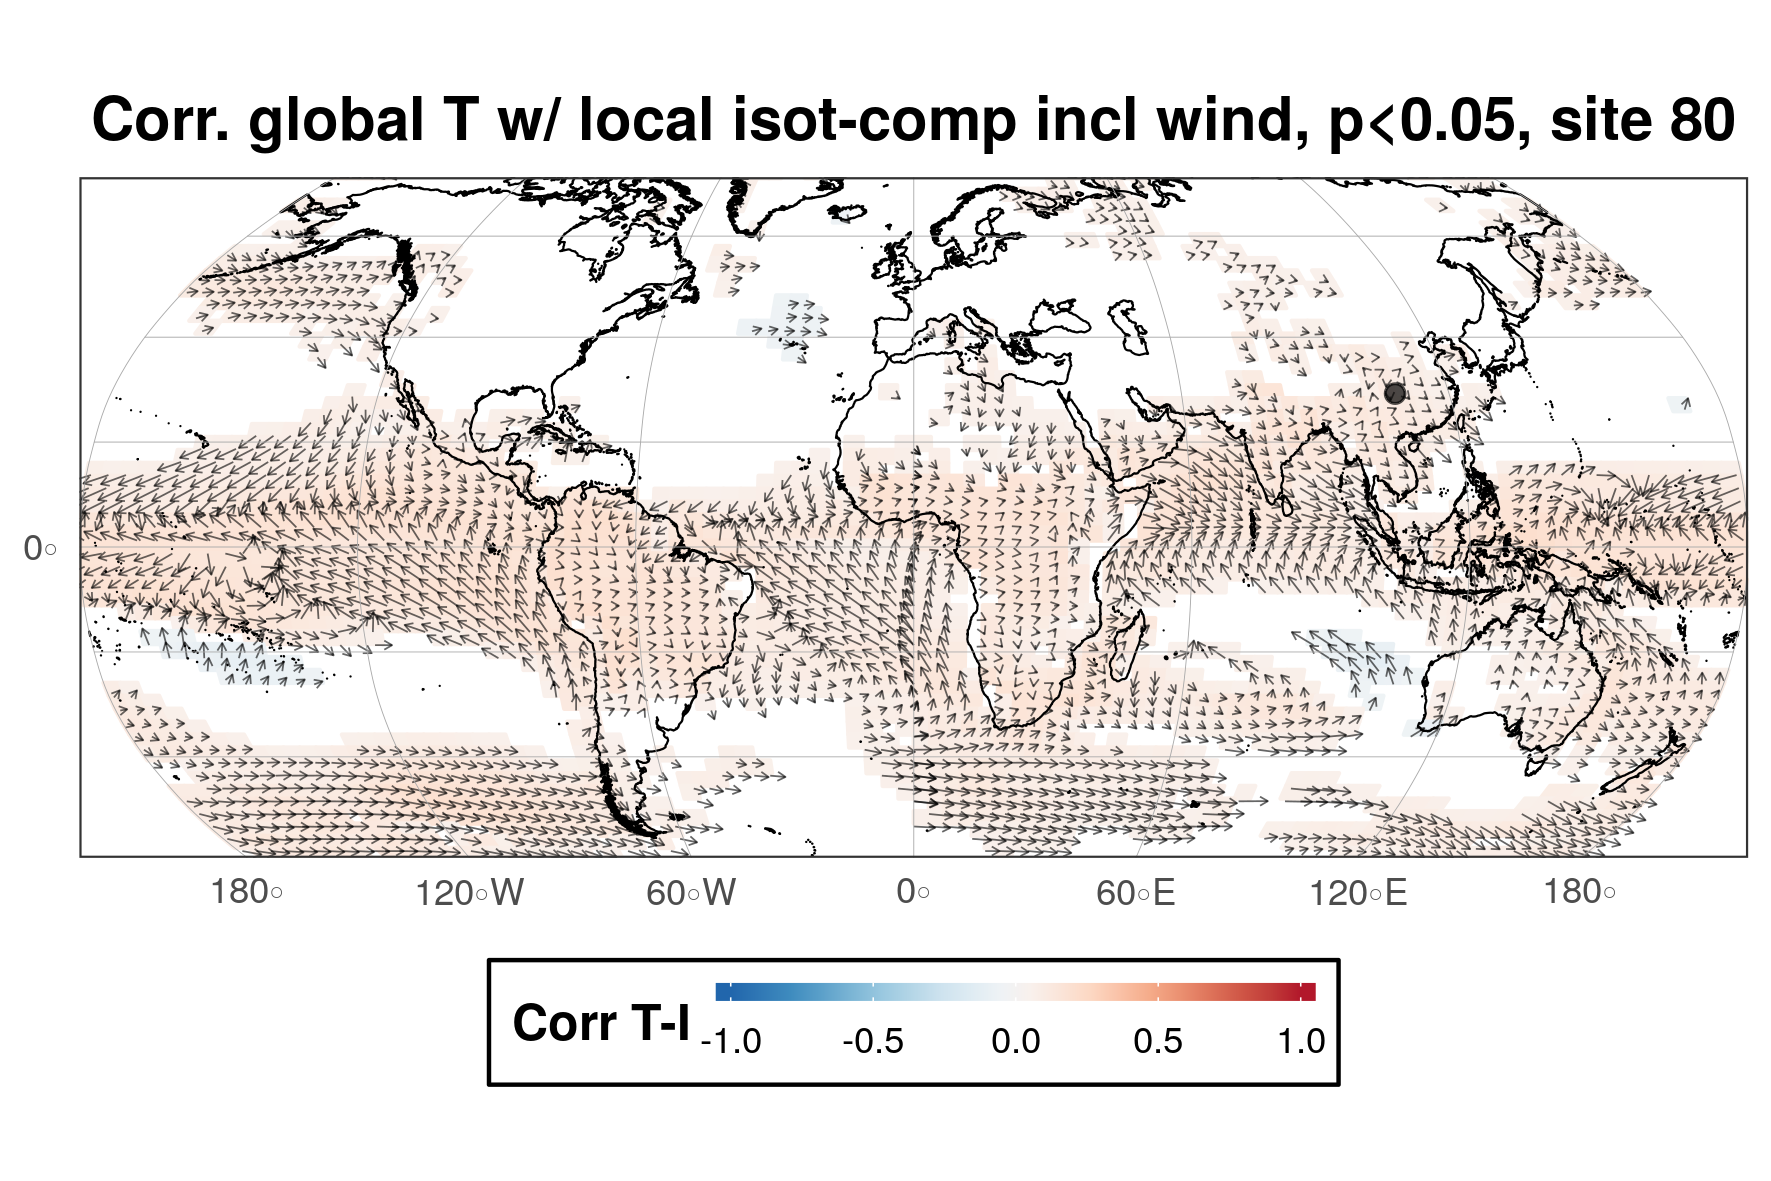 Corr. global T w/ local isot-comp incl wind, p<0.05, site 80
0°
180° 120°W 60°W 0° 60°E 120°E 180°
Corr T-I
-1.0 -0.5 0.0 0.5 1.0